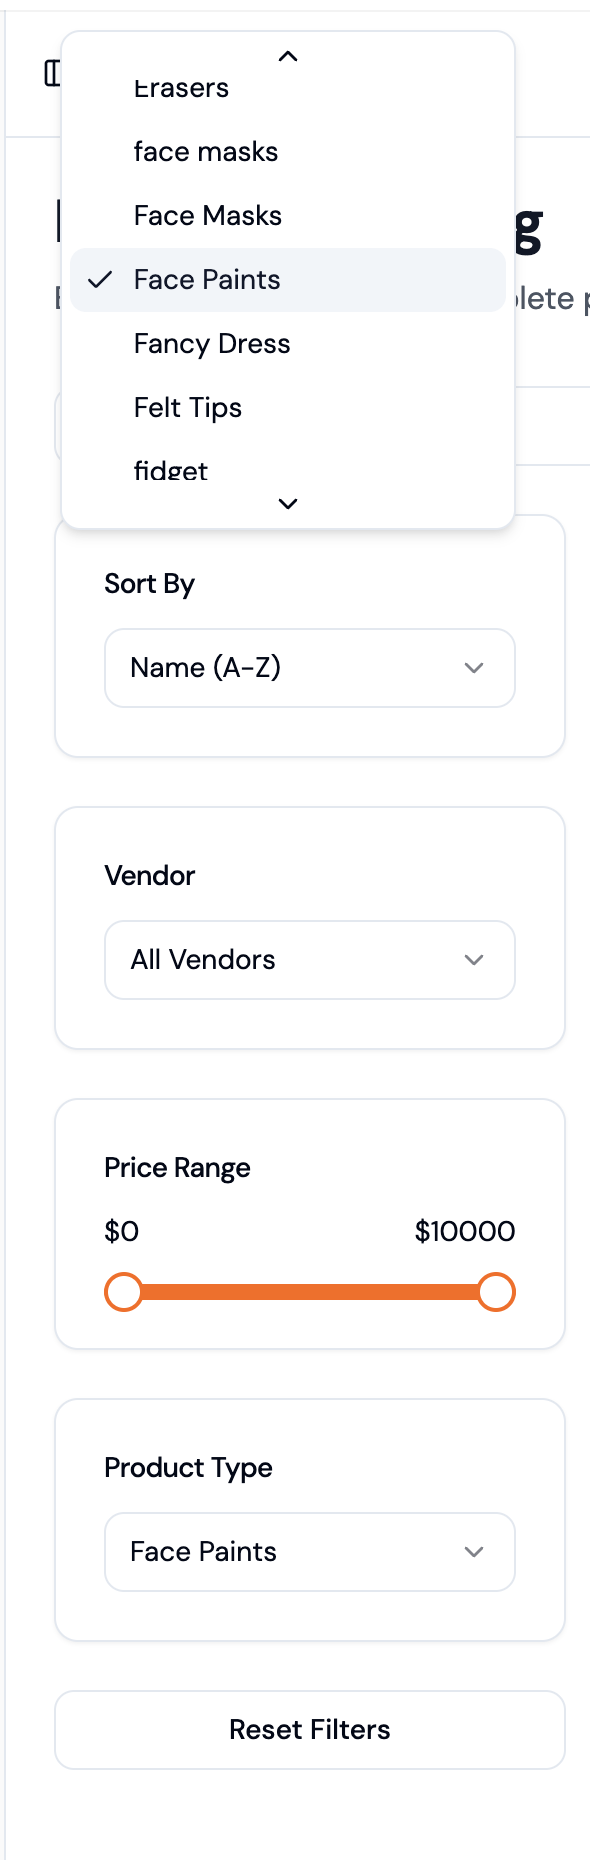 Erasers
face masks
Face Masks
Face Paints
Fancy Dress
Felt Tips
fidget
Sort By
Name (A-Z)
Vendor
All Vendors
Price Range
$0 $10000
Product Type
Face Paints
Reset Filters